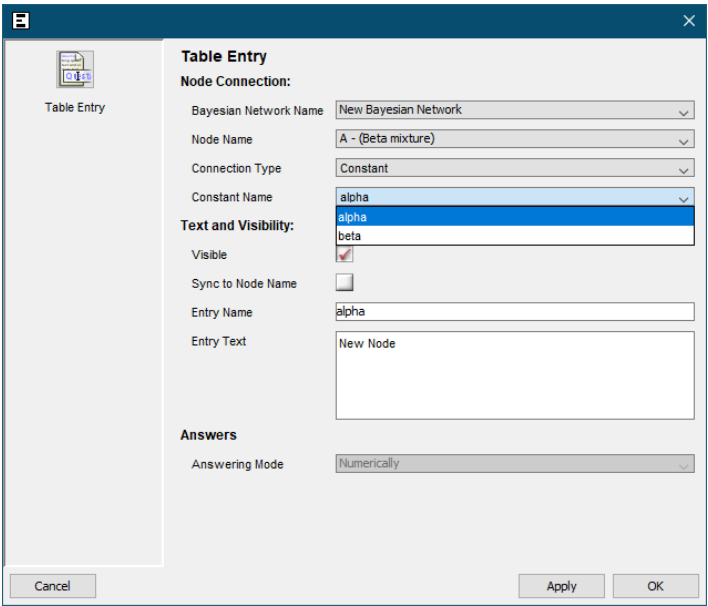 Table Entry
Table Entry
Node Connection:
Bayesian Network Name New Bayesian Network
Node Name A - (Beta mixture)
Connection Type Constant
Constant Name alpha
alpha
beta
Text and Visibility:
Visible
Sync to Node Name
Entry Name alpha
Entry Text New Node
Answers
Answering Mode Numerically
Cancel Apply OK